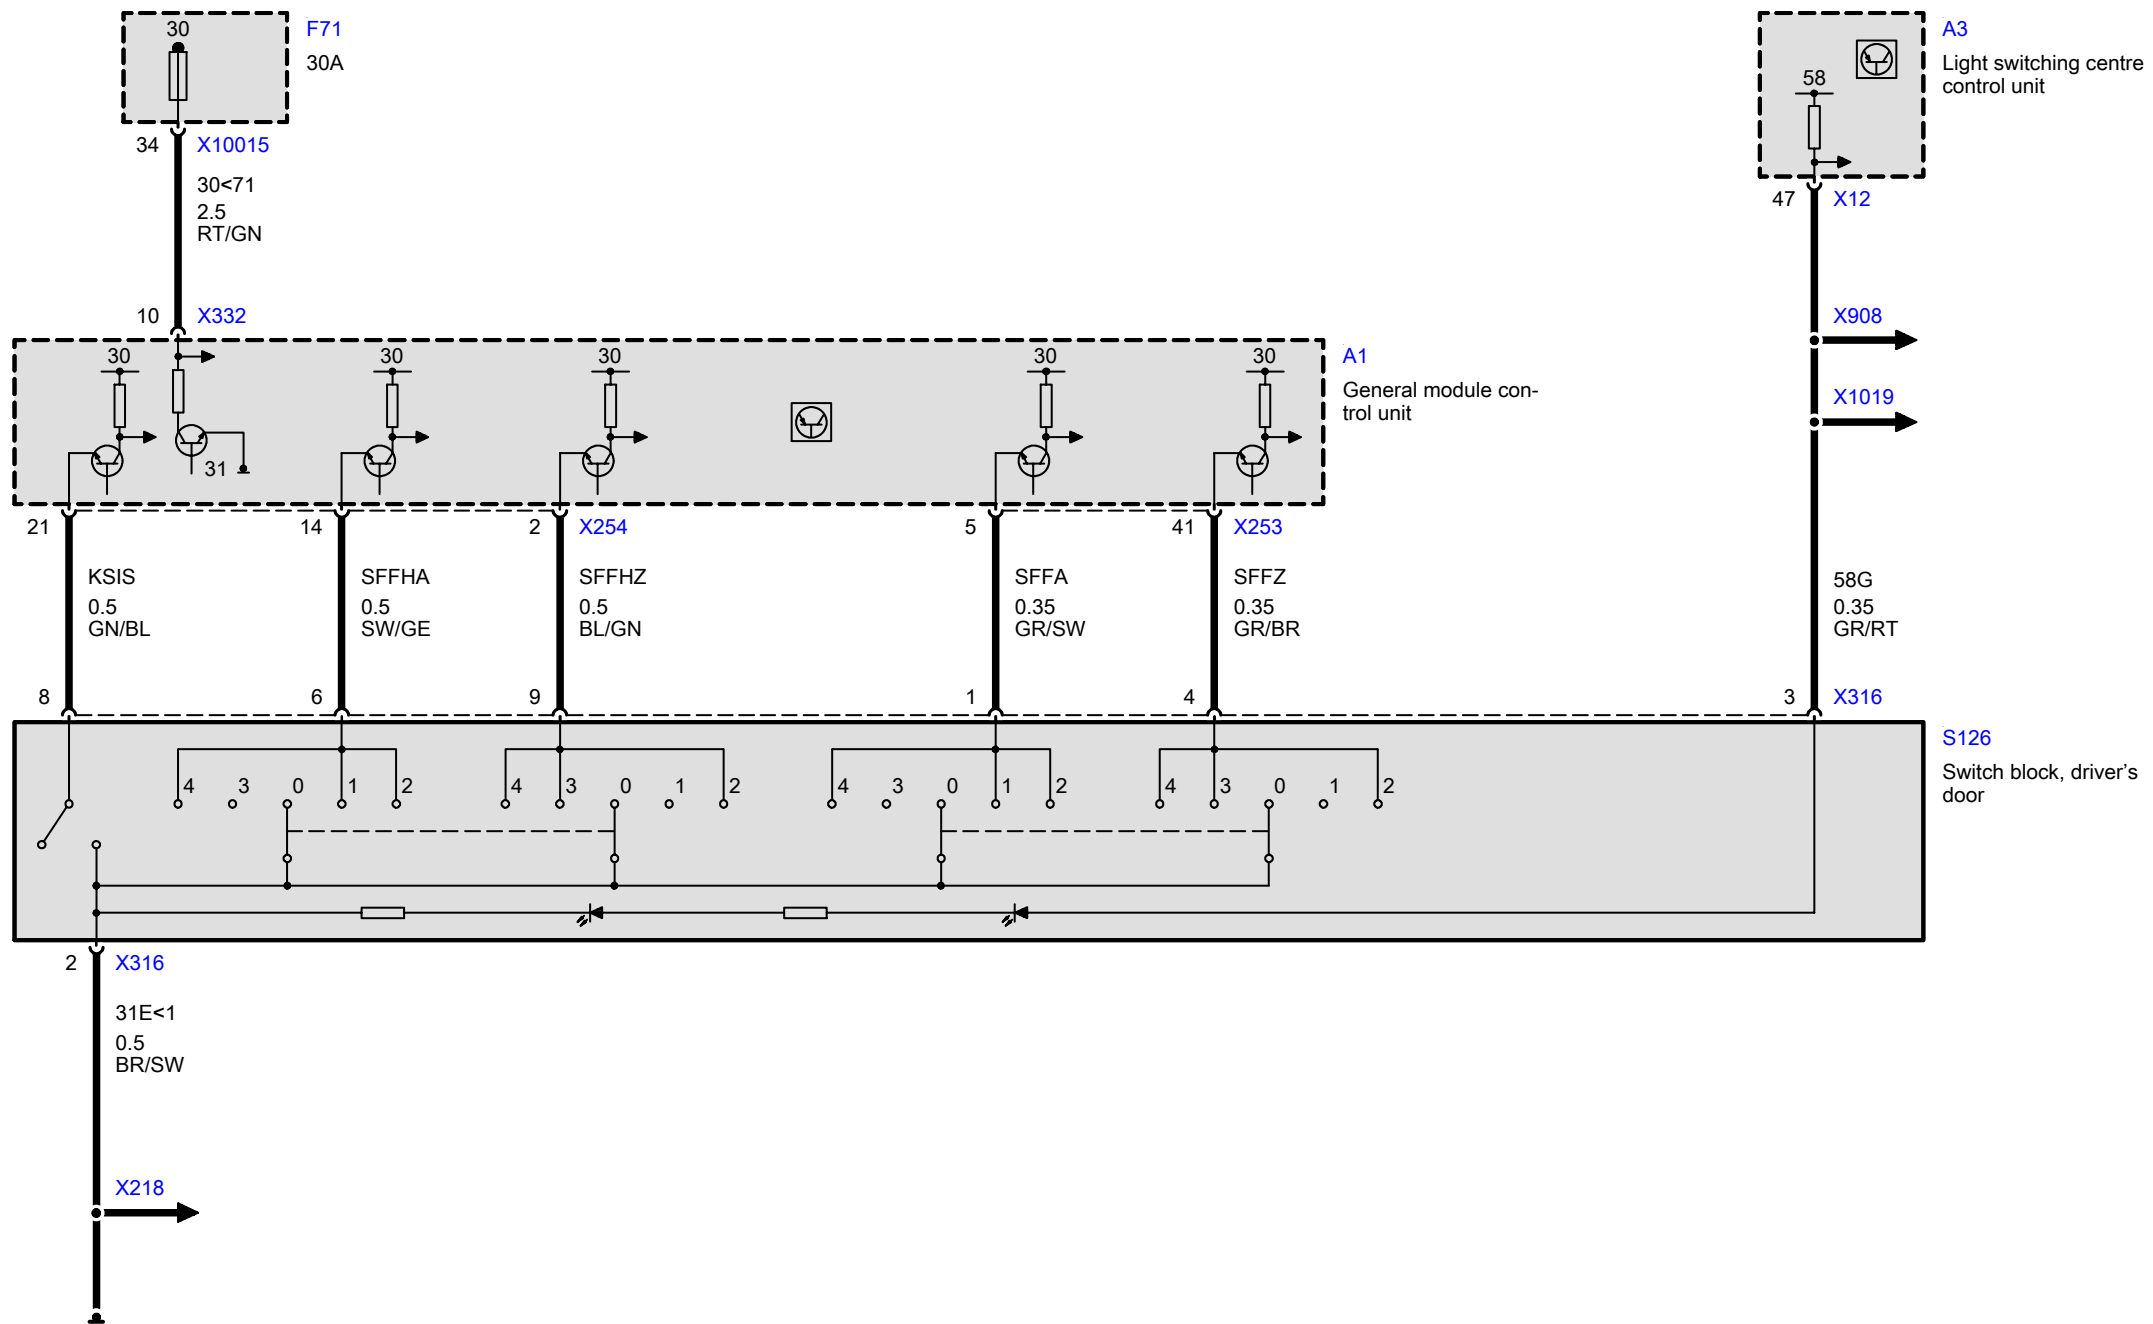 30
F71
30A
34
X10015
30<71
2.5
RT/GN
10
X332
A3
Light switching centre
control unit
58
47
X12
X908
X1019
30
30
30
30
30
31
A1
General module con-
trol unit
21
14
2
X254
5
41
X253
KSIS
0.5
GN/BL
SFFHA
0.5
SW/GE
SFFHZ
0.5
BL/GN
SFFA
0.35
GR/SW
SFFZ
0.35
GR/BR
58G
0.35
GR/RT
8
6
9
1
4
3
X316
S126
Switch block, driver's
door
4 3 0 1 2
4 3 0 1 2
4 3 0 1 2
4 3 0 1 2
2
X316
31E<1
0.5
BR/SW
X218